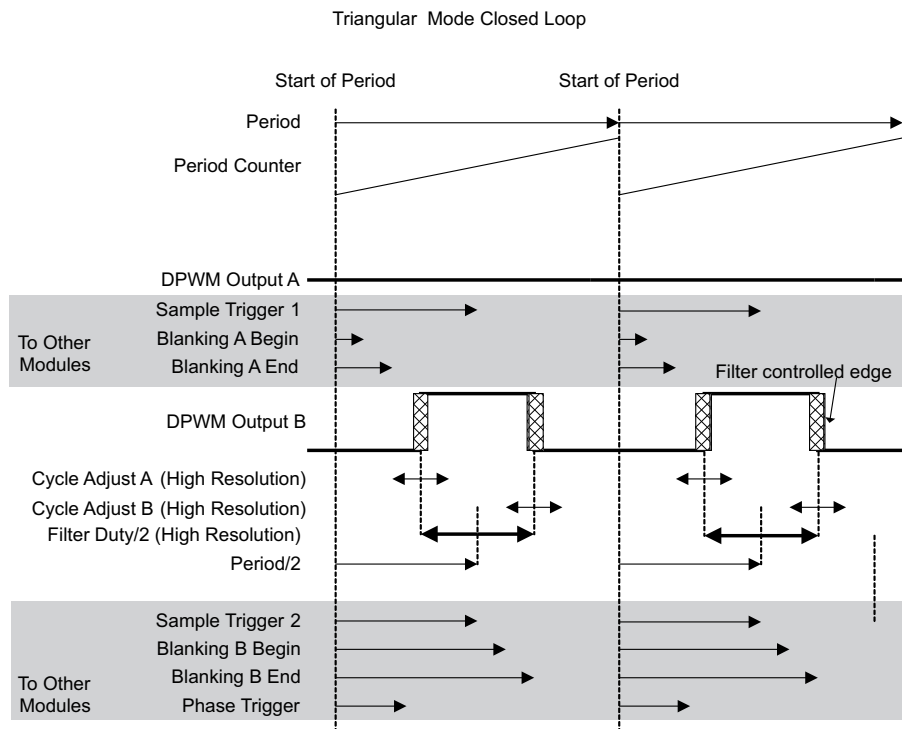 Triangular Mode Closed Loop
Start of Period
Start of Period
Period
Period Counter
DPWM Output A
To Other
Modules
Sample Trigger 1
Blanking A Begin
Blanking A End
Filter controlled edge
DPWM Output B
Cycle Adjust A (High Resolution)
Cycle Adjust B (High Resolution)
Filter Duty/2 (High Resolution)
Period/2
To Other
Modules
Sample Trigger 2
Blanking B Begin
Blanking B End
Phase Trigger